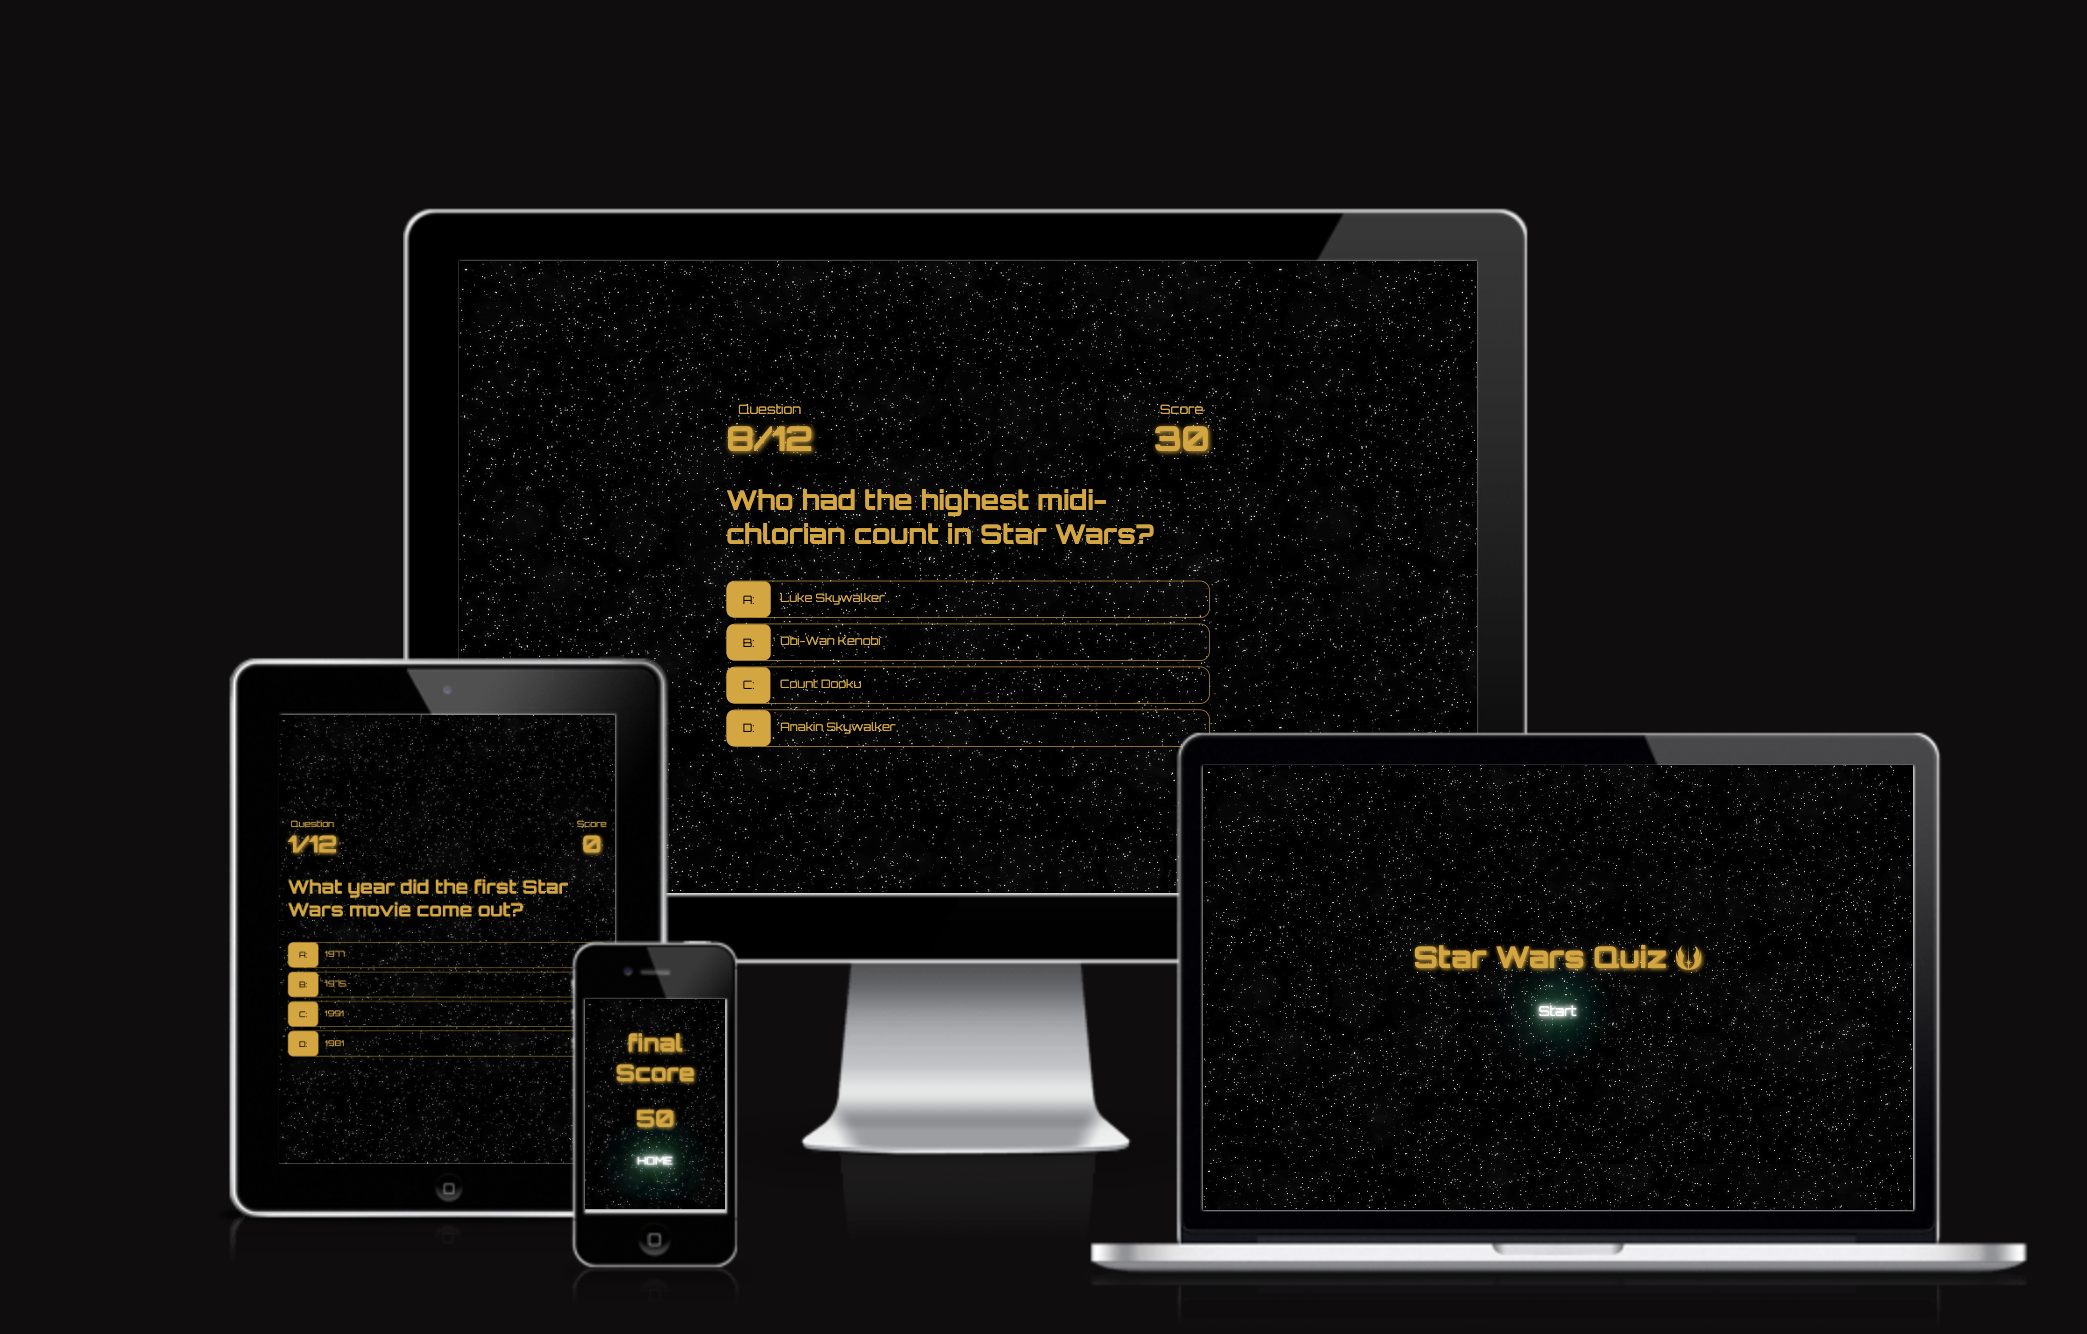 Question
8/12
Score
30
Who had the highest midi-
chlorian count in Star Wars?
A: Luke Skywalker
B: Obi-Wan Kenobi
C: Count Dooku
D: Anakin Skywalker
Question
1/12
Score
0
What year did the first Star
Wars movie come out?
A: 1977
B: 1975
C: 1991
D: 1981
final
Score
50
HOME
Star Wars Quiz
Start